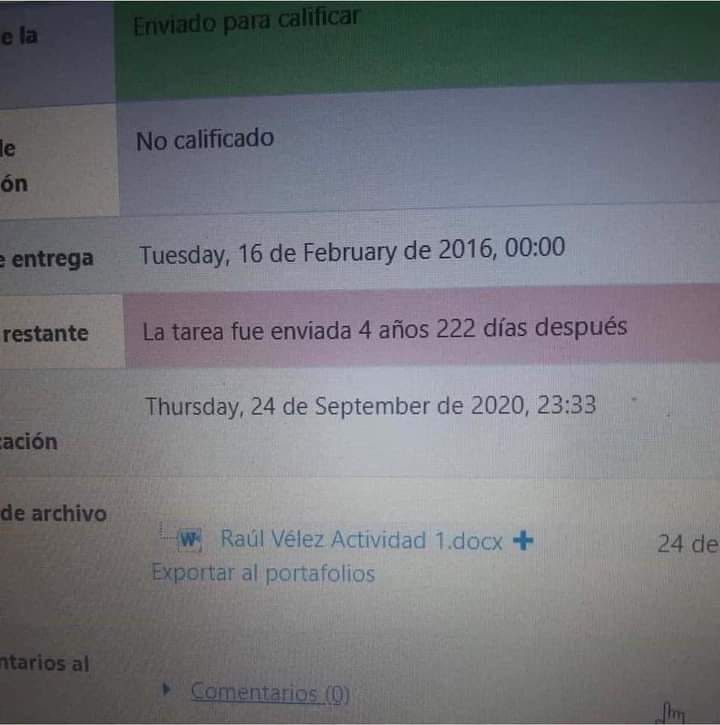 e la
Enviado para calificar
No calificado
de
ón
e entrega
Tuesday, 16 de February de 2016, 00:00
restante
La tarea fue enviada 4 años 222 días después
Thursday, 24 de September de 2020, 23:33
cación
de archivo
Raúl Vélez Actividad 1.docx
24 de
Exportar al portafolios
ntarios al
Comentarios (0)